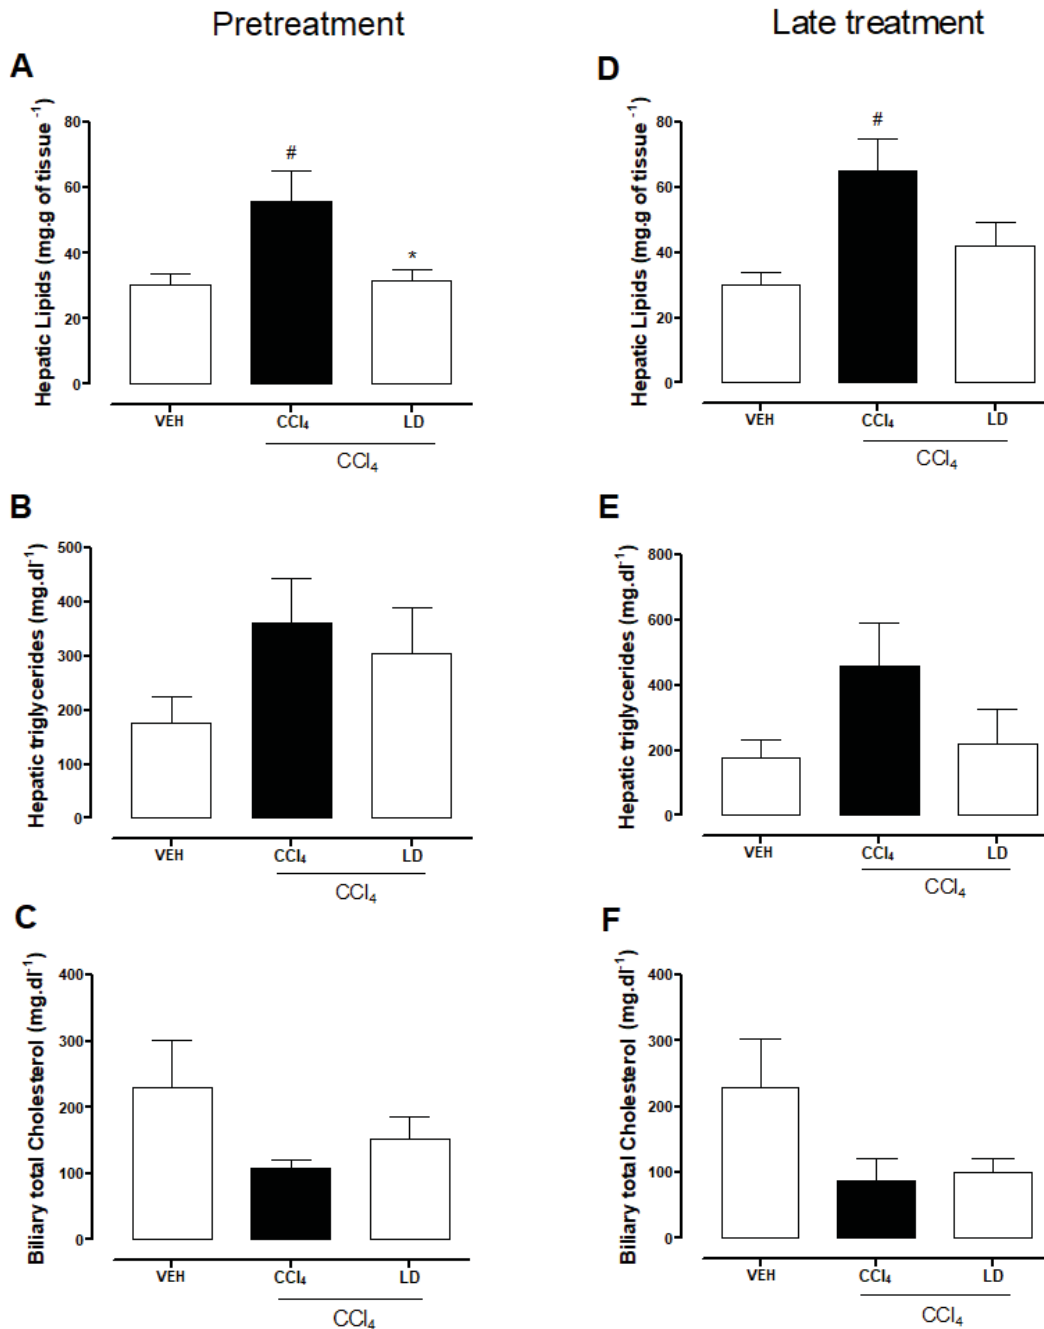 Pretreatment
Late treatment
A
Hepatic Lipids (mg.g of tissue ⁻¹)
80
60
40
20
0
#
*
VEH
CCl₄
LD
CCl₄
D
Hepatic Lipids (mg.g of tissue ⁻¹)
80
60
40
20
0
#
VEH
CCl₄
LD
CCl₄
B
Hepatic triglycerides (mg.dl⁻¹)
500
400
300
200
100
0
VEH
CCl₄
LD
CCl₄
E
Hepatic triglycerides (mg.dl⁻¹)
800
600
400
200
0
VEH
CCl₄
LD
CCl₄
C
Biliary total Cholesterol (mg.dl⁻¹)
400
300
200
100
0
VEH
CCl₄
LD
CCl₄
F
Biliary total Cholesterol (mg.dl⁻¹)
400
300
200
100
0
VEH
CCl₄
LD
CCl₄